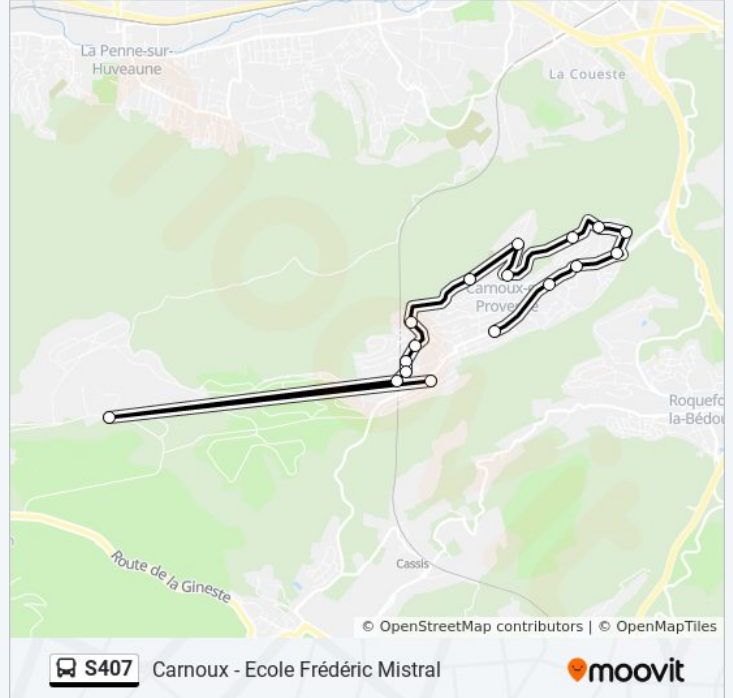 La Penne-sur-
Huveaune
La Coueste
Carnoux-e
Provence
Roquefo
la-Bédou
Route de la Gineste
Cassis
© OpenStreetMap contributors | © OpenMapTiles
S407 Carnoux - Ecole Frédéric Mistral
moovit